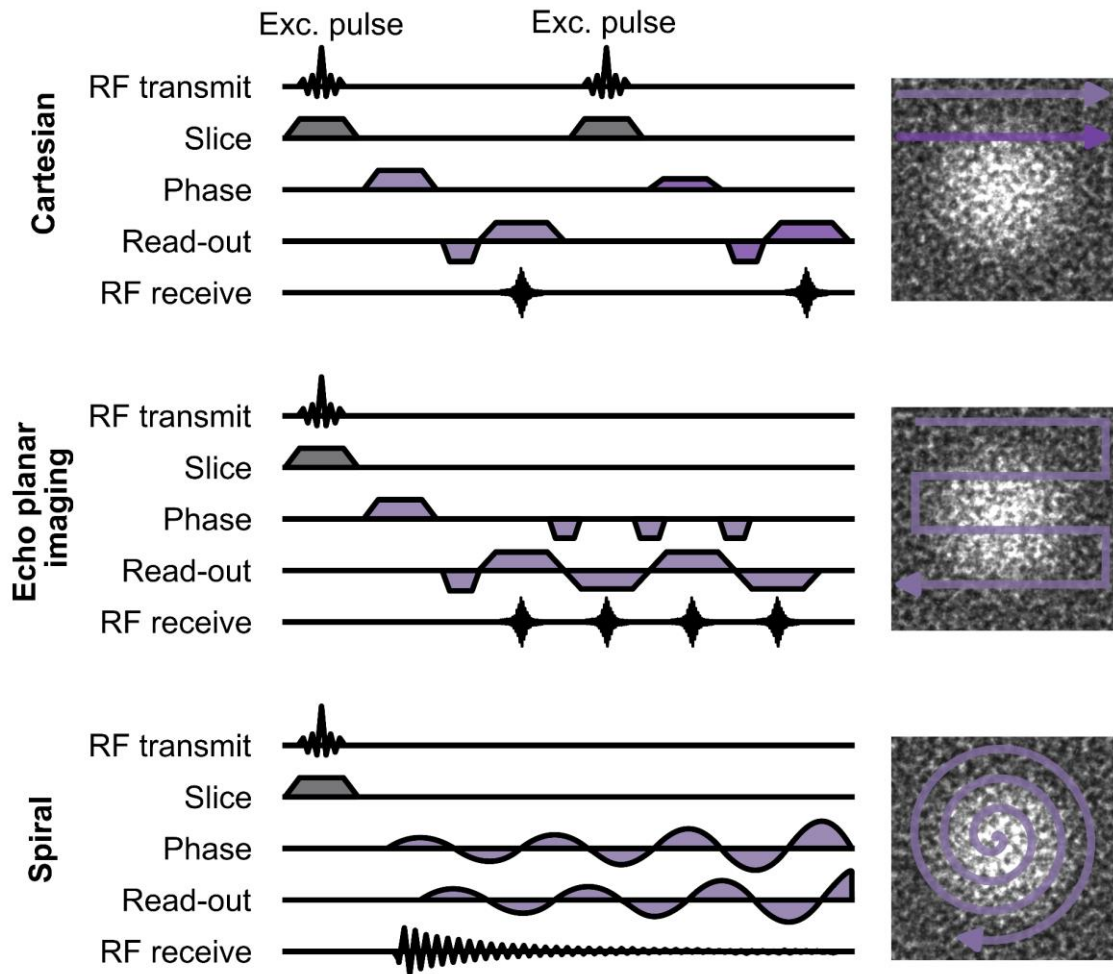 Exc. pulse Exc. pulse
Cartesian
RF transmit
Slice
Phase
Read-out
RF receive
Echo planar
imaging
RF transmit
Slice
Phase
Read-out
RF receive
Spiral
RF transmit
Slice
Phase
Read-out
RF receive